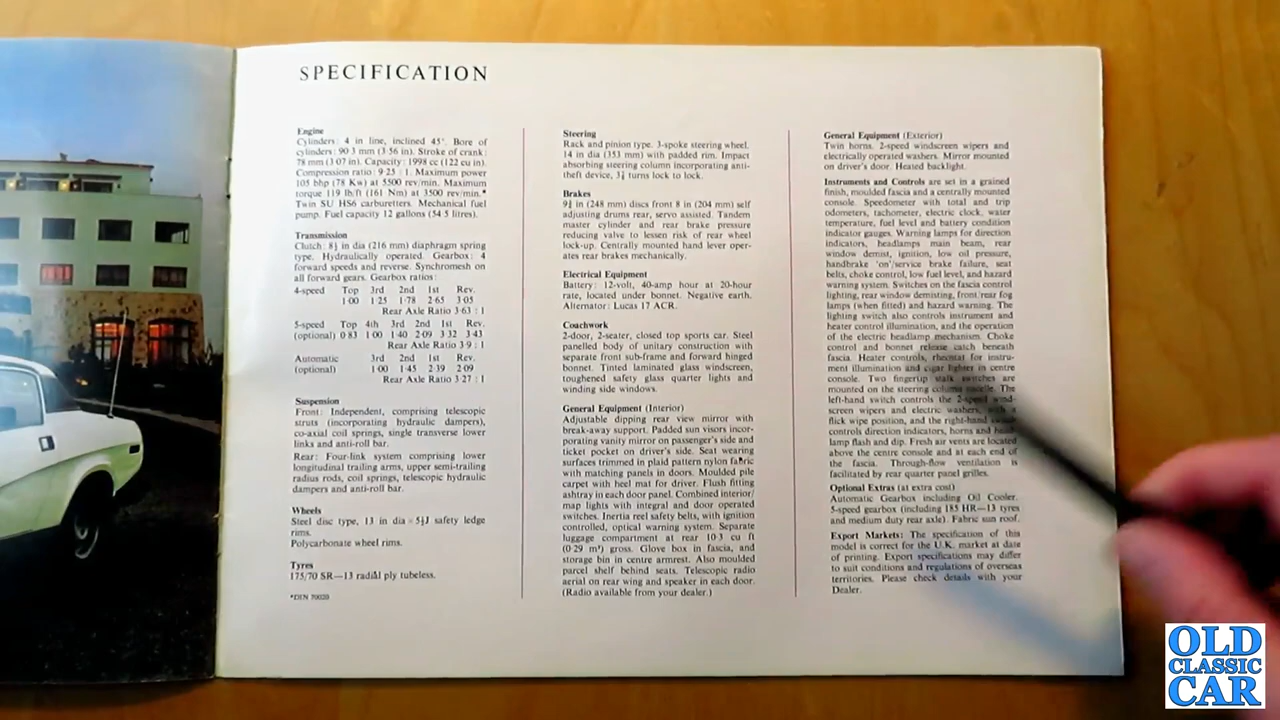 SPECIFICATION
Engine
Cylinders: 4 in line, inclined 45°. Bore of
cylinders: 90·3 mm (3·56 in). Stroke of crank:
78 mm (3·07 in). Capacity: 1998 cc (122 cu in).
Compression ratio: 9·25 : 1. Maximum power
105 bhp (78 Kw) at 5500 rev/min. Maximum
torque 119 lb/ft (161 Nm) at 3500 rev/min.*
Twin SU HS6 carburetters. Mechanical fuel
pump. Fuel capacity 12 gallons (54·5 litres).
Transmission
Clutch: 8½ in dia (216 mm) diaphragm spring
type. Hydraulically operated. Gearbox: 4
forward speeds and reverse. Synchromesh on
all forward gears. Gearbox ratios:
4-speed Top 3rd 2nd 1st Rev.
1·00 1·25 1·78 2·65 3·05
Rear Axle Ratio 3·63 : 1
5-speed Top 4th 3rd 2nd 1st Rev.
(optional) 0·83 1·00 1·40 2·09 3·32 3·43
Rear Axle Ratio 3·9 : 1
Automatic 3rd 2nd 1st Rev.
(optional) 1·00 1·45 2·39 2·09
Rear Axle Ratio 3·27 : 1
Suspension
Front: Independent, comprising telescopic
struts (incorporating hydraulic dampers),
co-axial coil springs, single transverse lower
links and anti-roll bar.
Rear: Four-link system comprising lower
longitudinal trailing arms, upper semi-trailing
radius rods, coil springs, telescopic hydraulic
dampers and anti-roll bar.
Wheels
Steel disc type, 13 in dia × 5½J safety ledge
rims.
Polycarbonate wheel rims.
Tyres
175/70 SR—13 radial ply tubeless.
*DIN 70020
Steering
Rack and pinion type. 3-spoke steering wheel.
14 in dia (353 mm) with padded rim. Impact
absorbing steering column incorporating anti-
theft device, turns lock to lock.
Brakes
9¾ in (248 mm) discs front 8 in (204 mm) self
adjusting drums rear, servo assisted. Tandem
master cylinder and rear brake pressure
reducing valve to lessen risk of rear wheel
lock-up. Centrally mounted hand lever oper-
ates rear brakes mechanically.
Electrical Equipment
Battery: 12-volt, 40-amp hour at 20-hour
rate, located under bonnet. Negative earth.
Alternator: Lucas 17 ACR.
Coachwork
2-door, 2-seater, closed top sports car. Steel
panelled body of unitary construction with
separate front sub-frame and forward hinged
bonnet. Tinted laminated glass windscreen,
toughened safety glass quarter lights and
winding side windows.
General Equipment (Interior)
Adjustable dipping rear view mirror with
break-away support. Padded sun visors incor-
porating vanity mirror on passenger's side and
ticket pocket on driver's side. Seat wearing
surfaces trimmed in plaid pattern nylon fabric
with matching panels in doors. Moulded pile
carpet with heel mat for driver. Flush fitting
ashtray in each door panel. Combined interior/
map lights with integral and door operated
switches. Inertia reel safety belts, with ignition
controlled, optical warning system. Separate
luggage compartment at rear 10·3 cu ft
(0·29 m³) gross. Glove box in fascia, and
storage bin in centre armrest. Also moulded
parcel shelf behind seats. Telescopic radio
aerial on rear wing and speaker in each door.
(Radio available from your dealer.)
General Equipment (Exterior)
Twin horns. 2-speed windscreen wipers and
electrically operated washers. Mirror mounted
on driver's door. Heated backlight.
Instruments and Controls are set in a grained
finish, moulded fascia and a centrally mounted
console. Speedometer with total and trip
odometers, tachometer, electric clock, water
temperature, fuel level and battery condition
indicator gauges. Warning lamps for direction
indicators, headlamps main beam, rear
window demist, ignition, low oil pressure,
handbrake 'on'/service brake failure, seat
belts, choke control, low fuel level, and hazard
warning system. Switches on the fascia control
lighting, rear window demisting, front/rear fog
lamps (when fitted) and hazard warning. The
lighting switch also controls instrument and
heater control illumination, and the operation
of the electric headlamp mechanism. Choke
control and bonnet release catch beneath
fascia. Heater controls, rheostat for instru-
ment illumination and cigar lighter in centre
console. Two fingertip stalk switches are
mounted on the steering column nacelle. The
left-hand switch controls the 2-speed wind-
screen wipers and electric washers, with a
flick wipe position, and the right-hand switch
controls direction indicators, horns and head-
lamp flash and dip. Fresh air vents are located
above the centre console and at each end of
the fascia. Through-flow ventilation is
facilitated by rear quarter panel grilles.
Optional Extras (at extra cost)
Automatic Gearbox including Oil Cooler.
5-speed gearbox (including 185 HR—13 tyres
and medium duty rear axle). Fabric sun roof.
Export Markets: The specification of this
model is correct for the U.K. market at date
of printing. Export specifications may differ
to suit conditions and regulations of overseas
territories. Please check details with your
Dealer.
OLD
CLASSIC
CAR